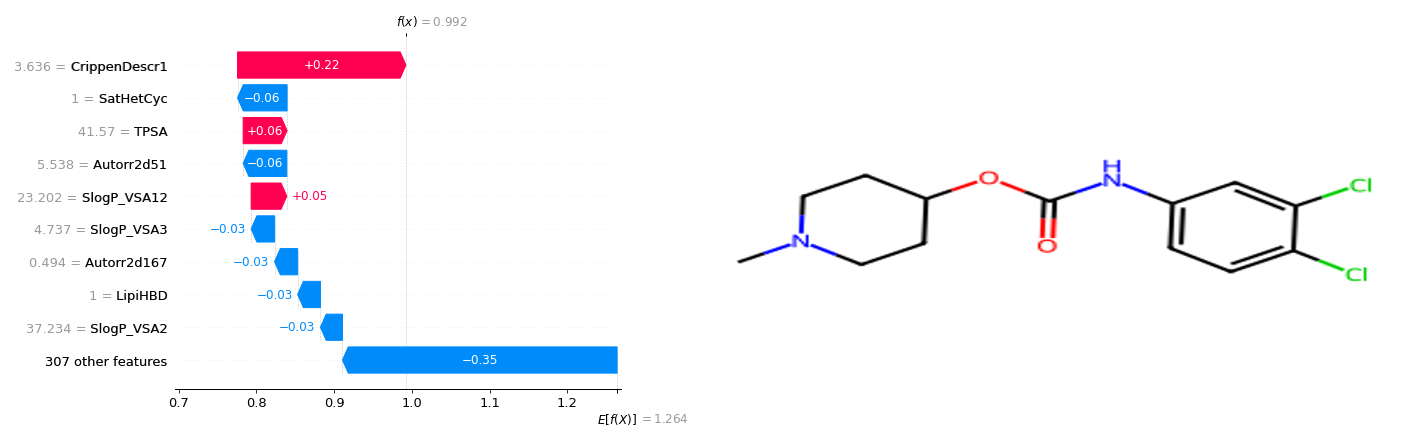 f(x) = 0.992
3.636 = CrippenDescr1
+0.22
1 = SatHetCyc
−0.06
41.57 = TPSA
+0.06
5.538 = Autorr2d51
−0.06
23.202 = SlogP_VSA12
+0.05
4.737 = SlogP_VSA3
−0.03
0.494 = Autorr2d167
−0.03
1 = LipiHBD
−0.03
37.234 = SlogP_VSA2
−0.03
307 other features
−0.35
0.7 0.8 0.9 1.0 1.1 1.2
E[f(X)] = 1.264
H
N
O
Cl
N
O
Cl